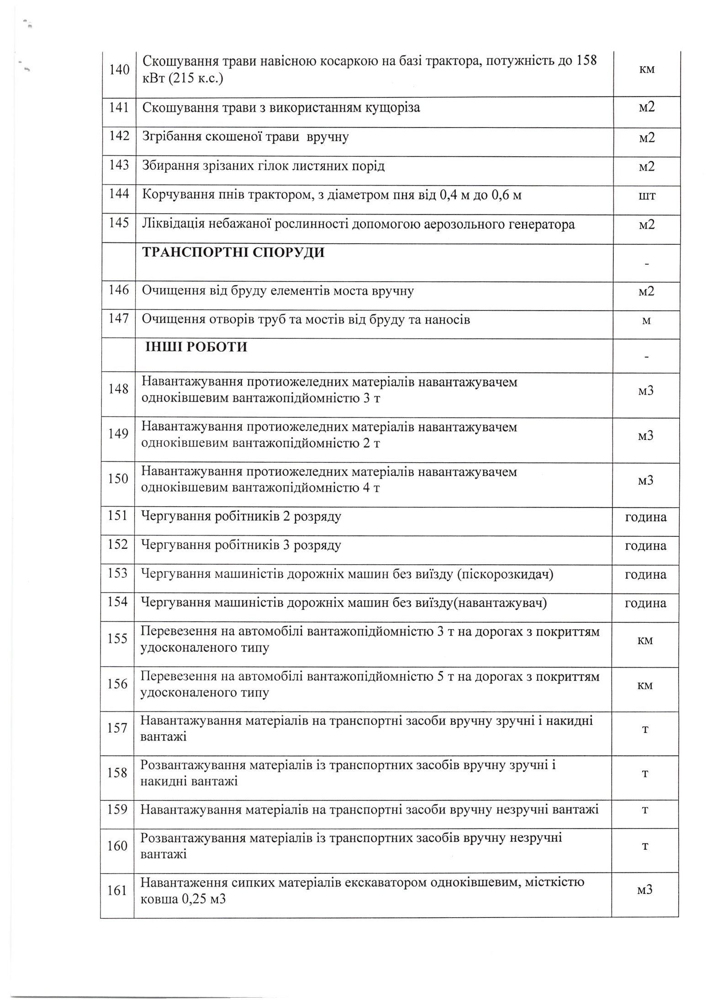 140 Скошування трави навісною косаркою на базі трактора, потужність до 158 км
кВт (215 к.с.)
141 Скошування трави з використанням кущоріза м2
142 Згрібання скошеної трави вручну м2
143 Збирання зрізаних гілок листяних порід м2
144 Корчування пнів трактором, з діаметром пня від 0,4 м до 0,6 м шт
145 Ліквідація небажаної рослинності допомогою аерозольного генератора м2
ТРАНСПОРТНІ СПОРУДИ -
146 Очищення від бруду елементів моста вручну м2
147 Очищення отворів труб та мостів від бруду та наносів м
ІНШІ РОБОТИ -
148 Навантажування протиожеледних матеріалів навантажувачем м3
одноківшевим вантажопідйомністю 3 т
149 Навантажування протиожеледних матеріалів навантажувачем м3
одноківшевим вантажопідйомністю 2 т
150 Навантажування протиожеледних матеріалів навантажувачем м3
одноківшевим вантажопідйомністю 4 т
151 Чергування робітників 2 розряду година
152 Чергування робітників 3 розряду година
153 Чергування машиністів дорожніх машин без виїзду (піскорозкидач) година
154 Чергування машиністів дорожніх машин без виїзду(навантажувач) година
155 Перевезення на автомобілі вантажопідйомністю 3 т на дорогах з покриттям км
удосконаленого типу
156 Перевезення на автомобілі вантажопідйомністю 5 т на дорогах з покриттям км
удосконаленого типу
157 Навантажування матеріалів на транспортні засоби вручну зручні і накидні т
вантажі
158 Розвантажування матеріалів із транспортних засобів вручну зручні і т
накидні вантажі
159 Навантажування матеріалів на транспортні засоби вручну незручні вантажі т
160 Розвантажування матеріалів із транспортних засобів вручну незручні т
вантажі
161 Навантаження сипких матеріалів екскаватором одноківшевим, місткістю м3
ковша 0,25 м3